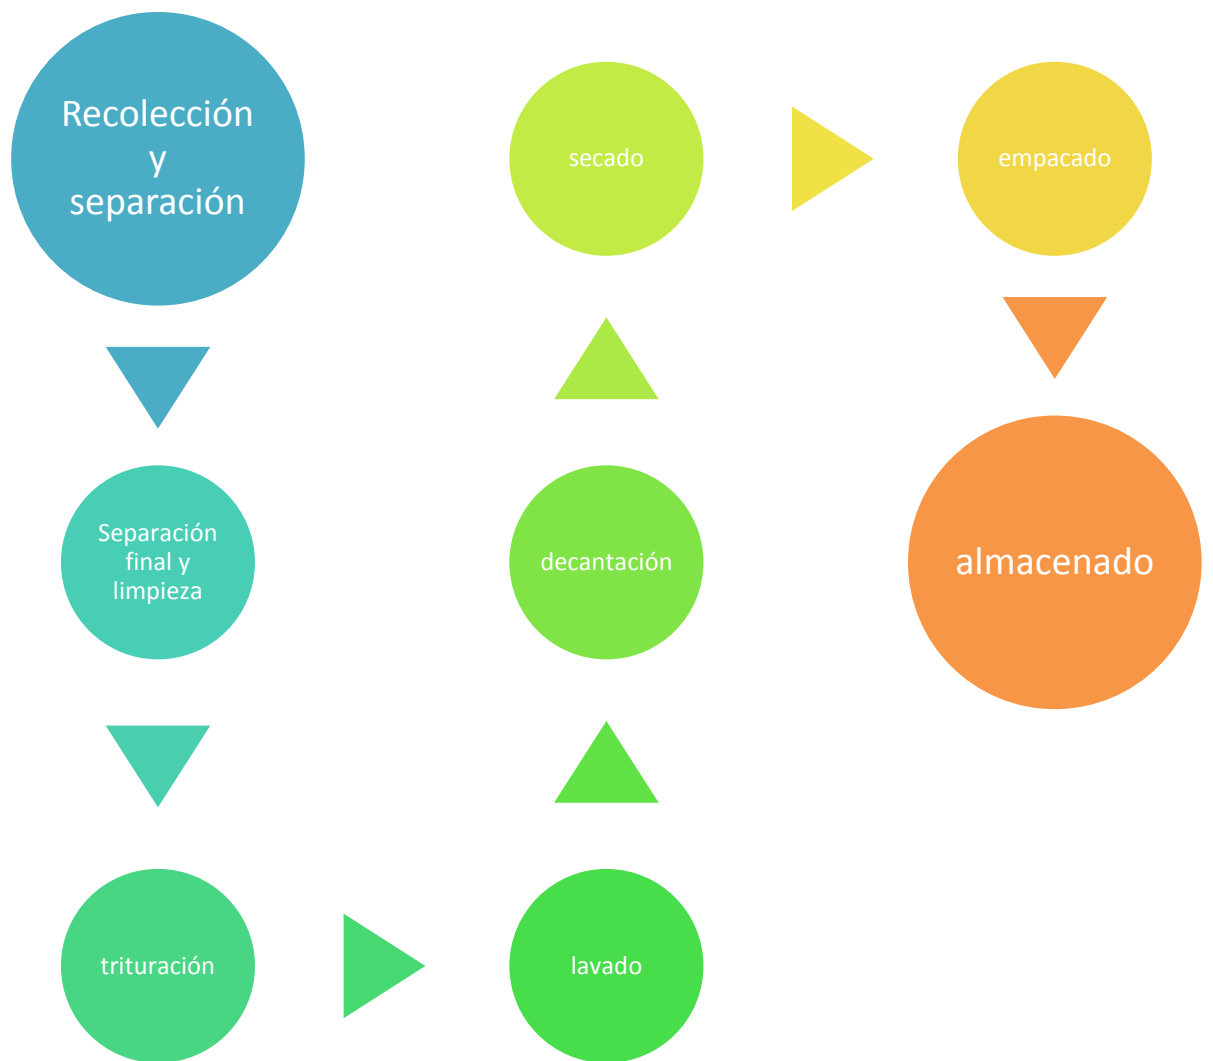 Recolección
y
separación
Separación
final y
limpieza
trituración
lavado
decantación
secado
empacado
almacenado